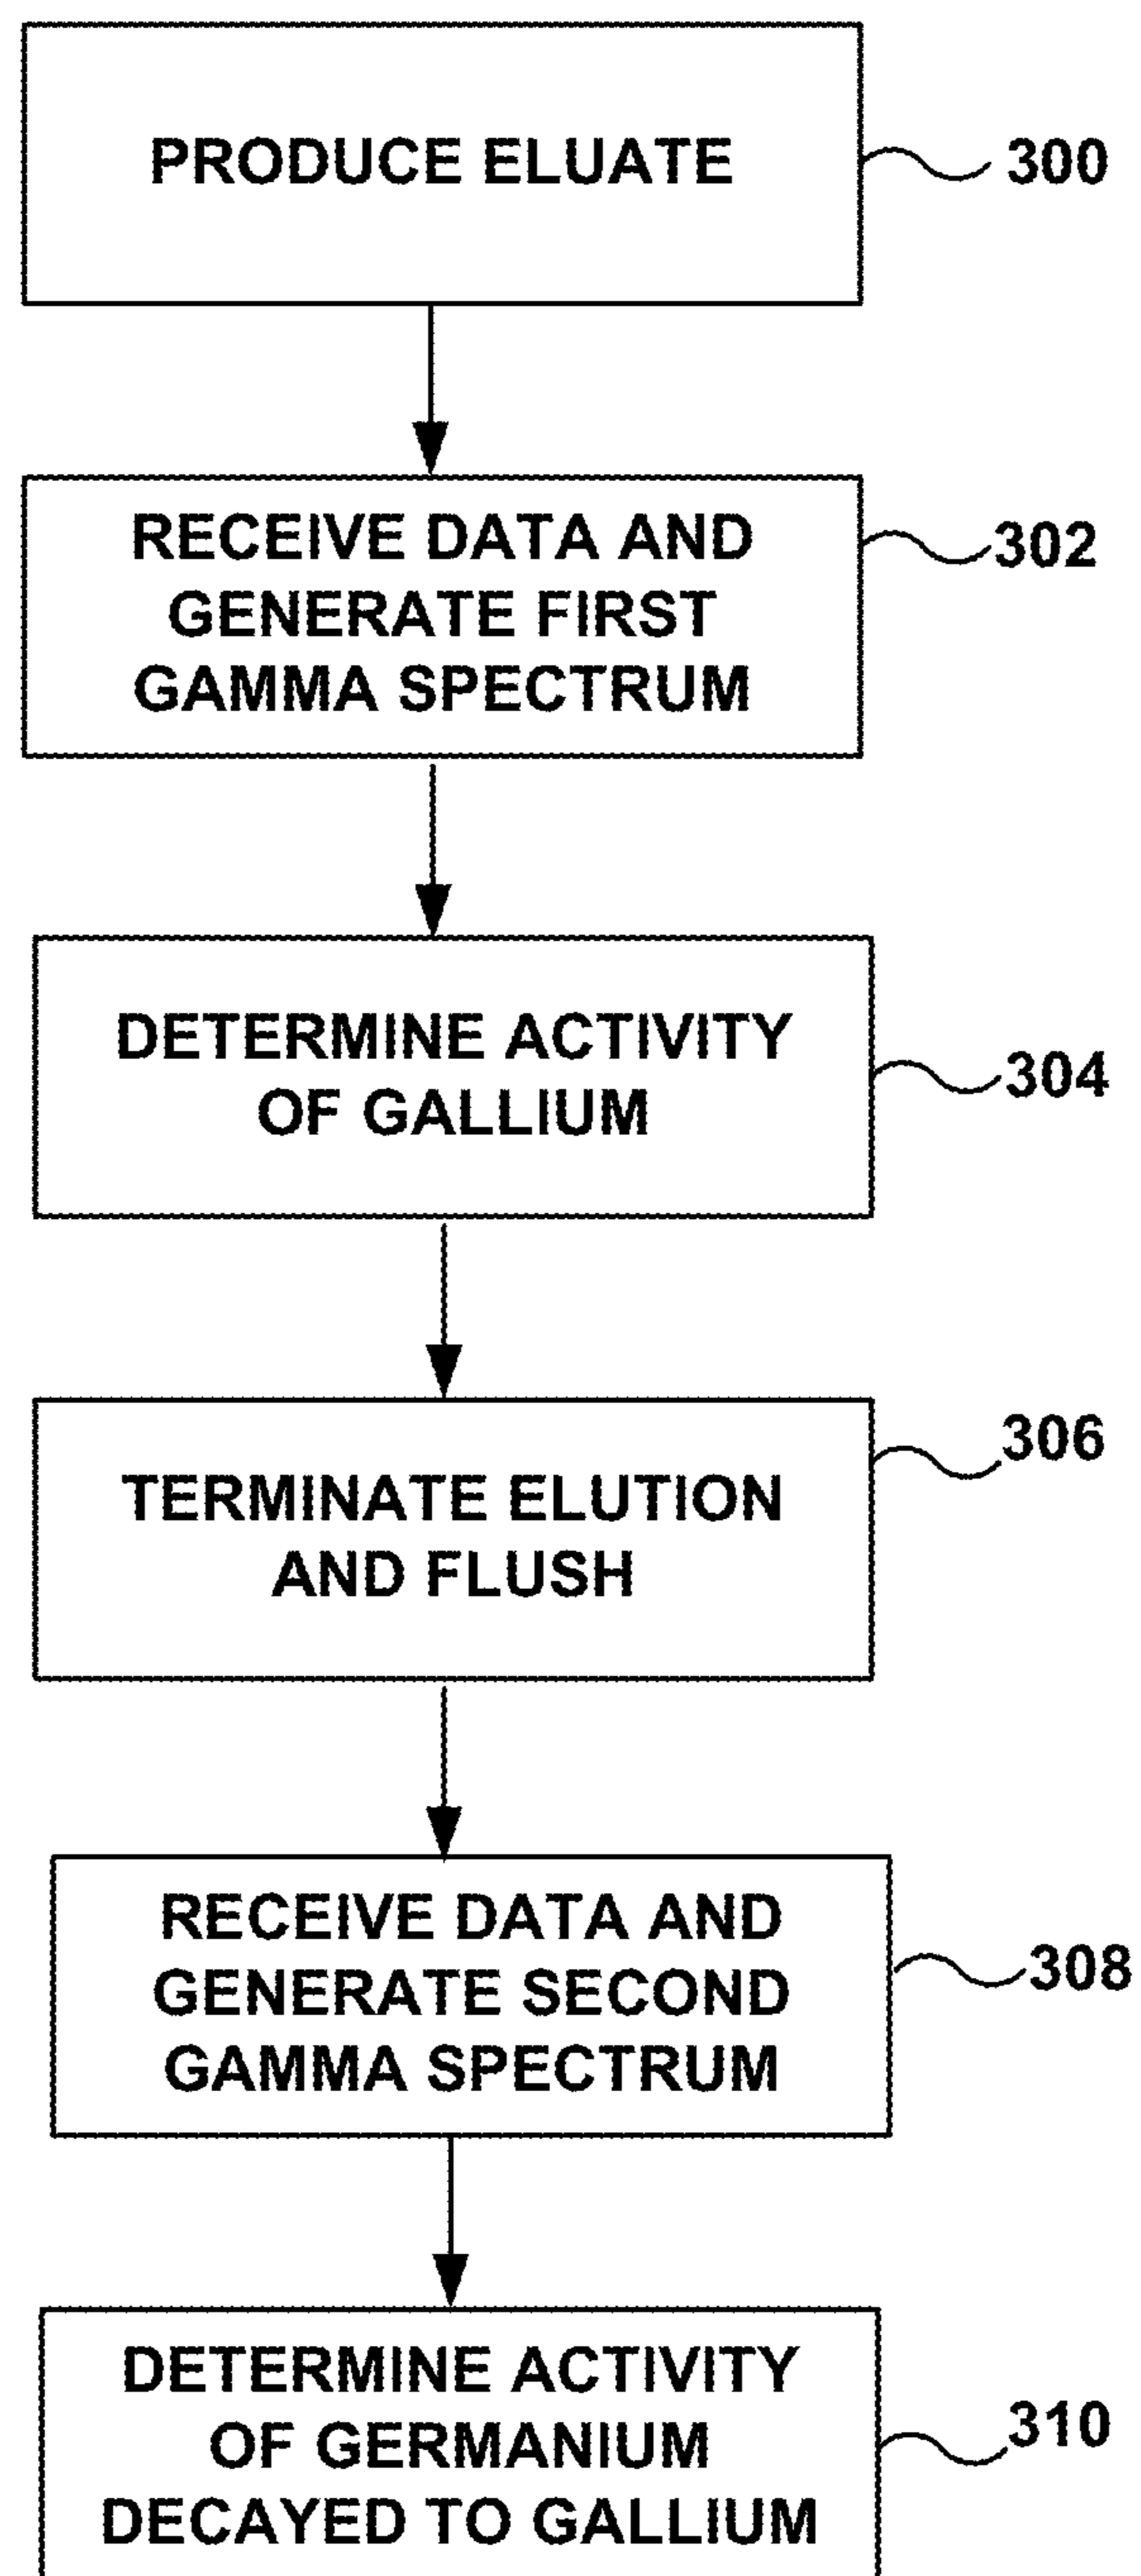 PRODUCE ELUATE
300
RECEIVE DATA AND
GENERATE FIRST
GAMMA SPECTRUM
302
DETERMINE ACTIVITY
OF GALLIUM
304
TERMINATE ELUTION
AND FLUSH
306
RECEIVE DATA AND
GENERATE SECOND
GAMMA SPECTRUM
308
DETERMINE ACTIVITY
OF GERMANIUM
DECAYED TO GALLIUM
310